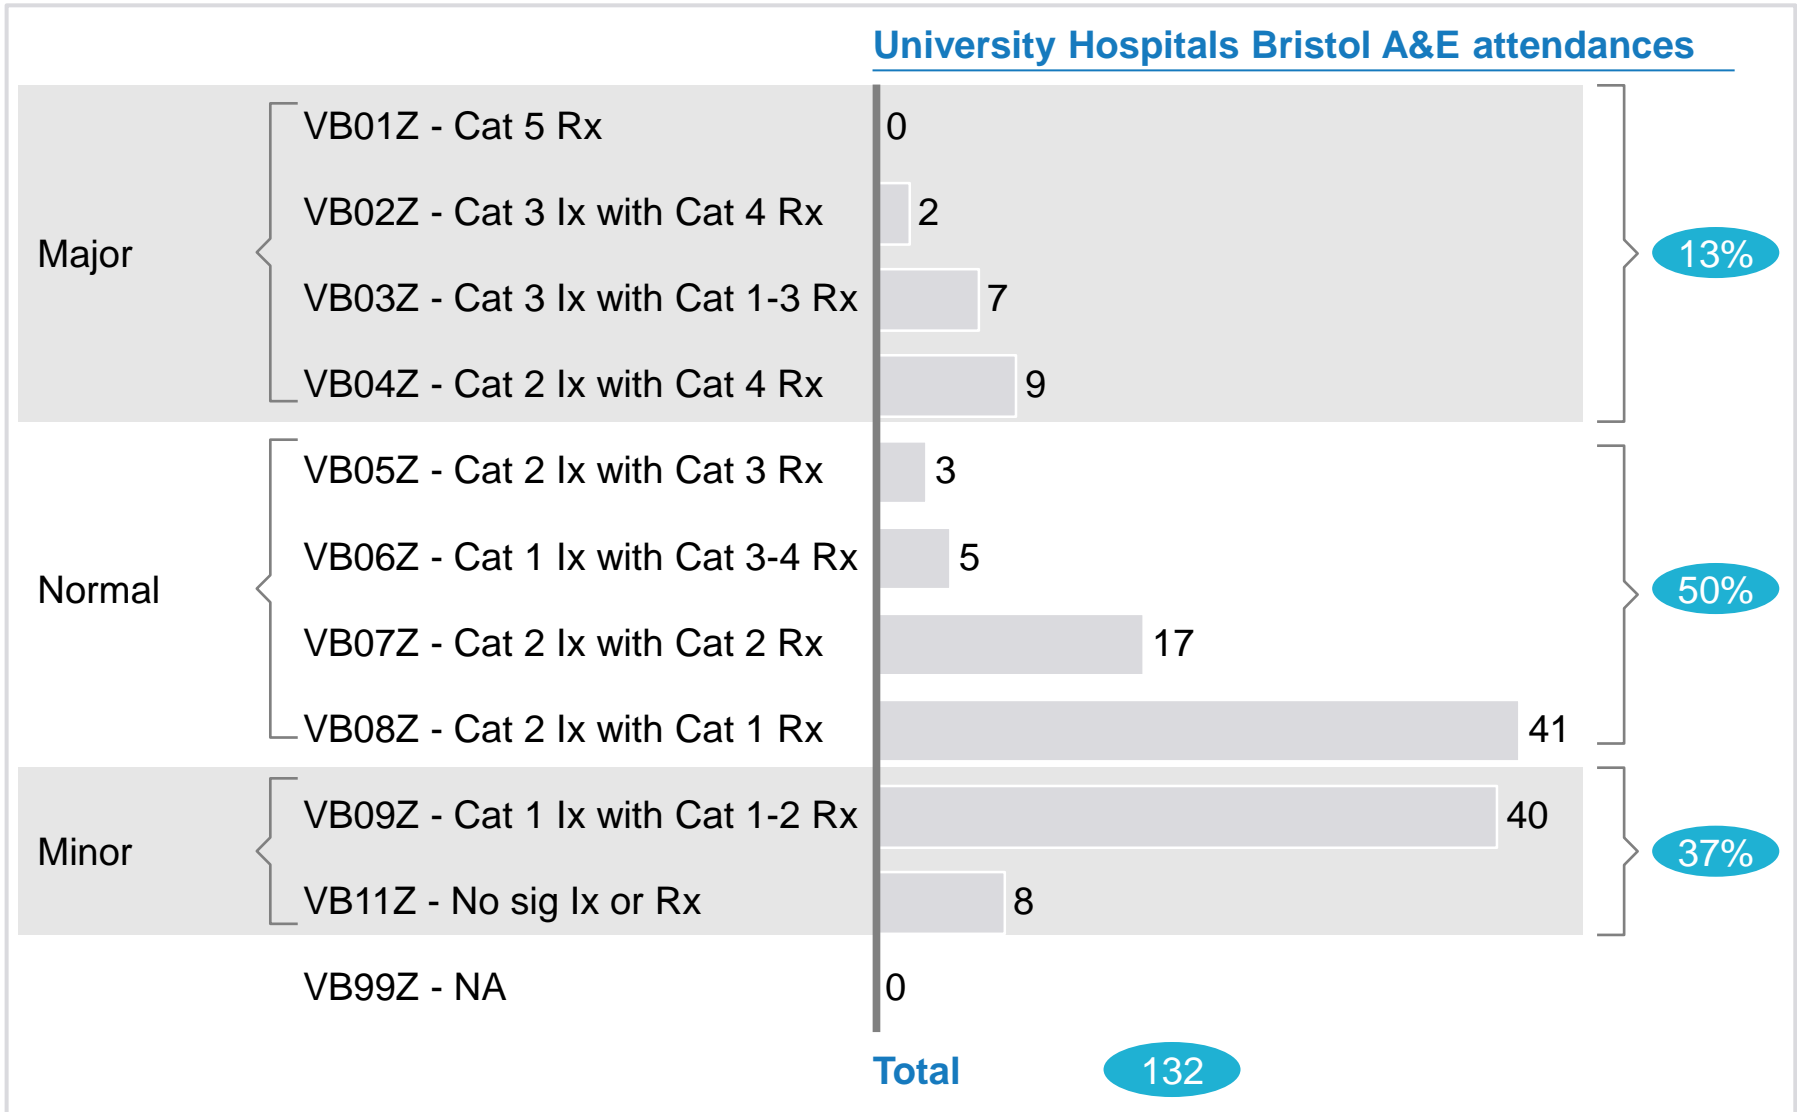 University Hospitals Bristol A&E attendances
VB01Z - Cat 5 Rx 0
VB02Z - Cat 3 Ix with Cat 4 Rx 2
Major 13%
VB03Z - Cat 3 Ix with Cat 1-3 Rx 7
VB04Z - Cat 2 Ix with Cat 4 Rx 9
VB05Z - Cat 2 Ix with Cat 3 Rx 3
VB06Z - Cat 1 Ix with Cat 3-4 Rx 5
Normal 50%
VB07Z - Cat 2 Ix with Cat 2 Rx 17
VB08Z - Cat 2 Ix with Cat 1 Rx 41
VB09Z - Cat 1 Ix with Cat 1-2 Rx 40
Minor 37%
VB11Z - No sig Ix or Rx 8
VB99Z - NA 0
Total 132